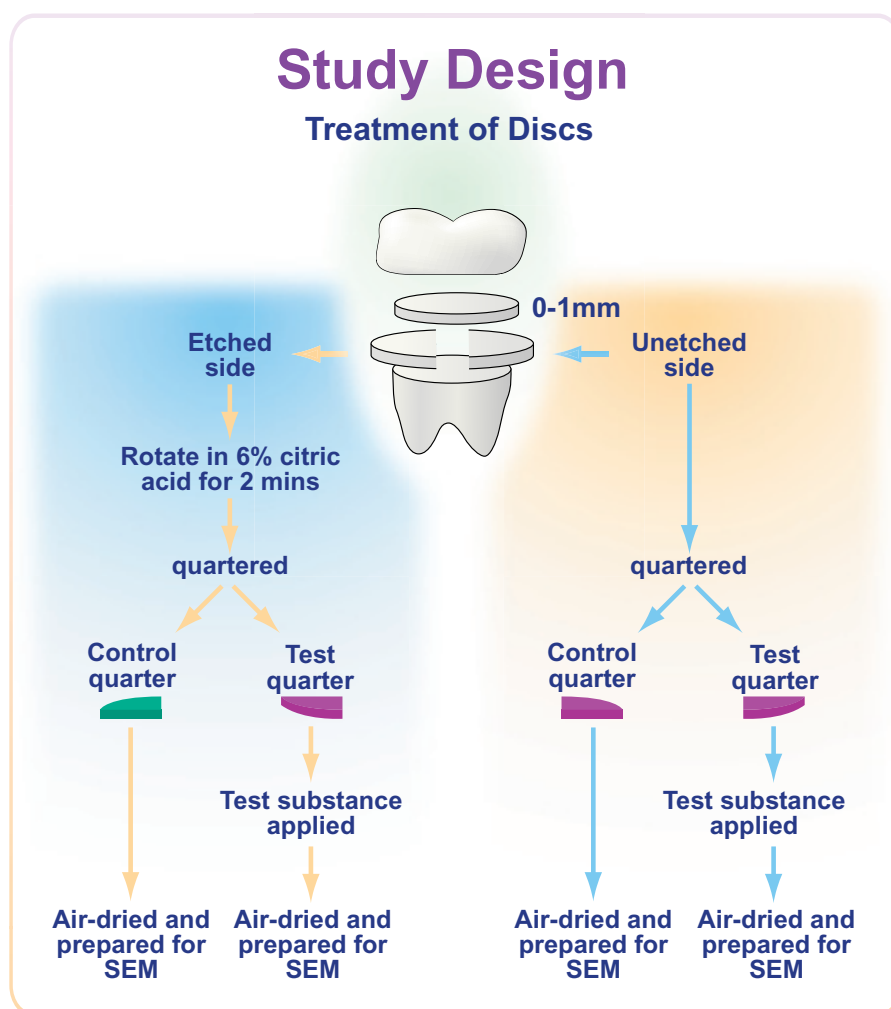 Study Design
Treatment of Discs
0-1mm
Etched
side
Unetched
side
Rotate in 6% citric
acid for 2 mins
quartered
quartered
Control
quarter
Test
quarter
Control
quarter
Test
quarter
Test substance
applied
Test substance
applied
Air-dried and
prepared for
SEM
Air-dried and
prepared for
SEM
Air-dried and
prepared for
SEM
Air-dried and
prepared for
SEM